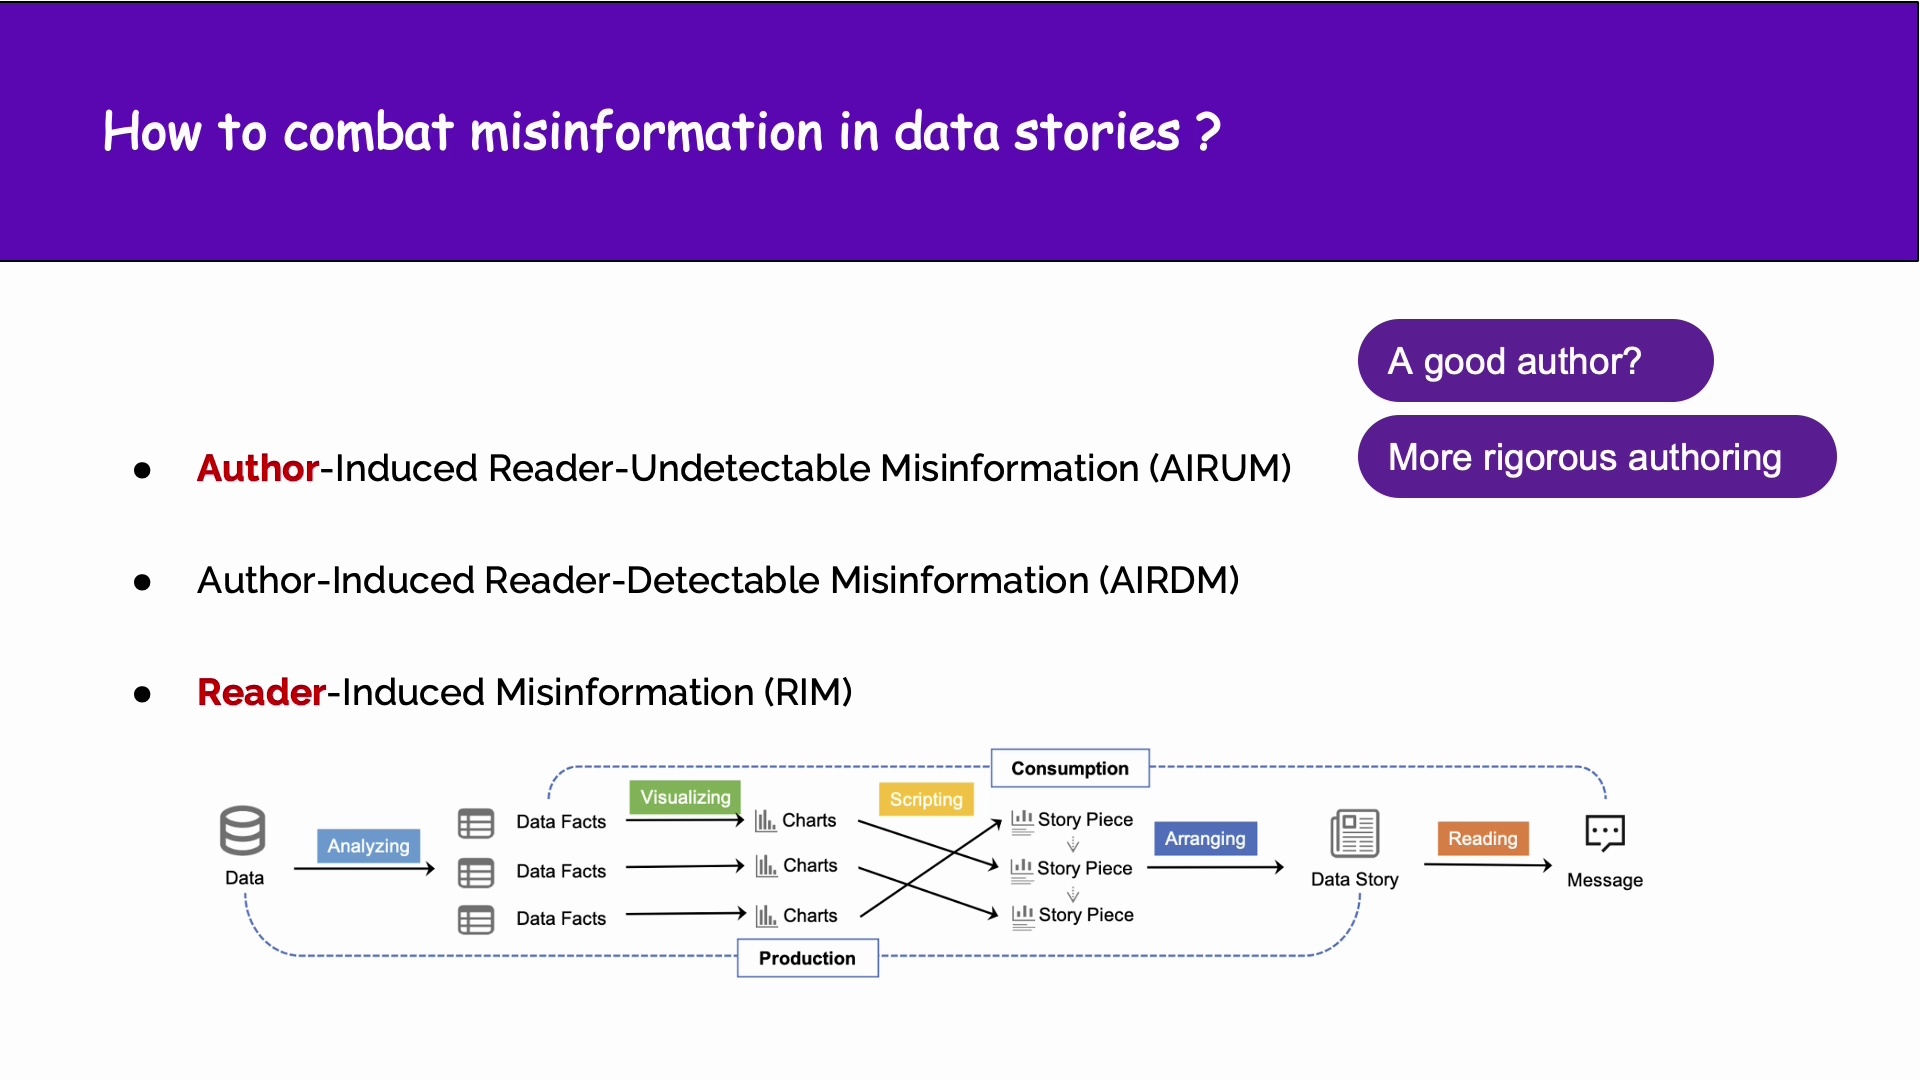 How to combat misinformation in data stories ?
A good author?
More rigorous authoring
● Author-Induced Reader-Undetectable Misinformation (AIRUM)
● Author-Induced Reader-Detectable Misinformation (AIRDM)
● Reader-Induced Misinformation (RIM)
Consumption
Visualizing
Scripting
Data Facts
Charts
Story Piece
Analyzing
Arranging
Reading
Data Facts
Charts
Story Piece
Data
Data Story
Message
Data Facts
Charts
Story Piece
Production